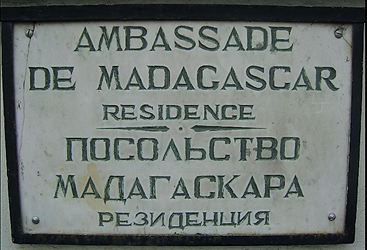 AMBASSADE
DE MADAGASCAR
RESIDENCE
ПОСОЛЬСТВО
МАДАГАСКАРА
РЕЗИДЕНЦИЯ